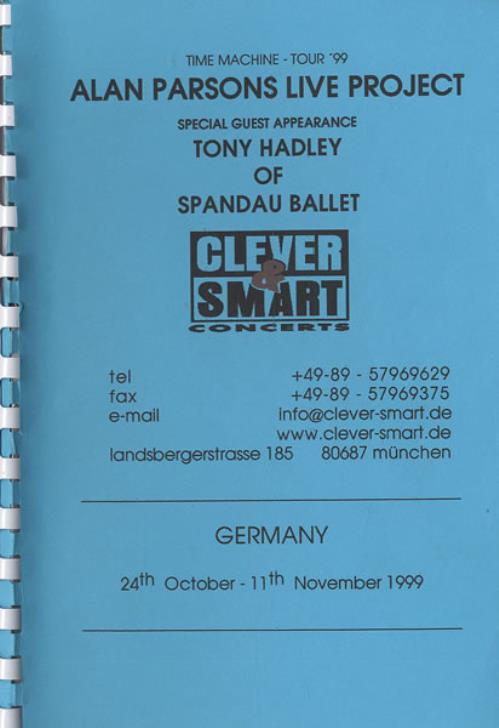 TIME MACHINE - TOUR '99
ALAN PARSONS LIVE PROJECT
SPECIAL GUEST APPEARANCE
TONY HADLEY
OF
SPANDAU BALLET
CLEVER
&
SMART
CONCERTS
tel +49-89 - 57969629
fax +49-89 - 57969375
e-mail info@clever-smart.de
www.clever-smart.de
landsbergerstrasse 185 80687 münchen
GERMANY
24th October - 11th November 1999